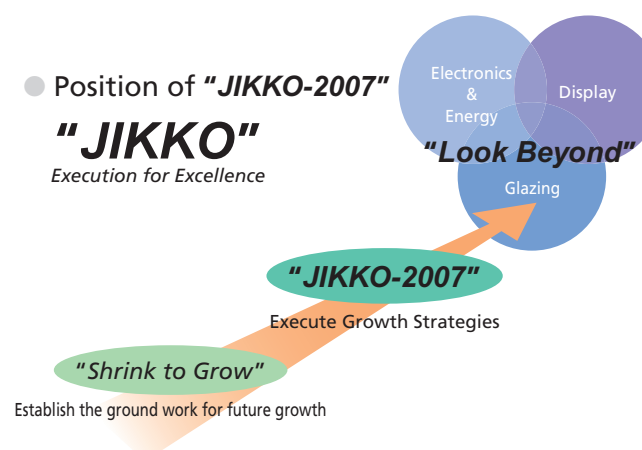 Position of "JIKKO-2007"
"JIKKO"
Execution for Excellence
Electronics
&
Energy
Display
"Look Beyond"
Glazing
"JIKKO-2007"
Execute Growth Strategies
"Shrink to Grow"
Establish the ground work for future growth